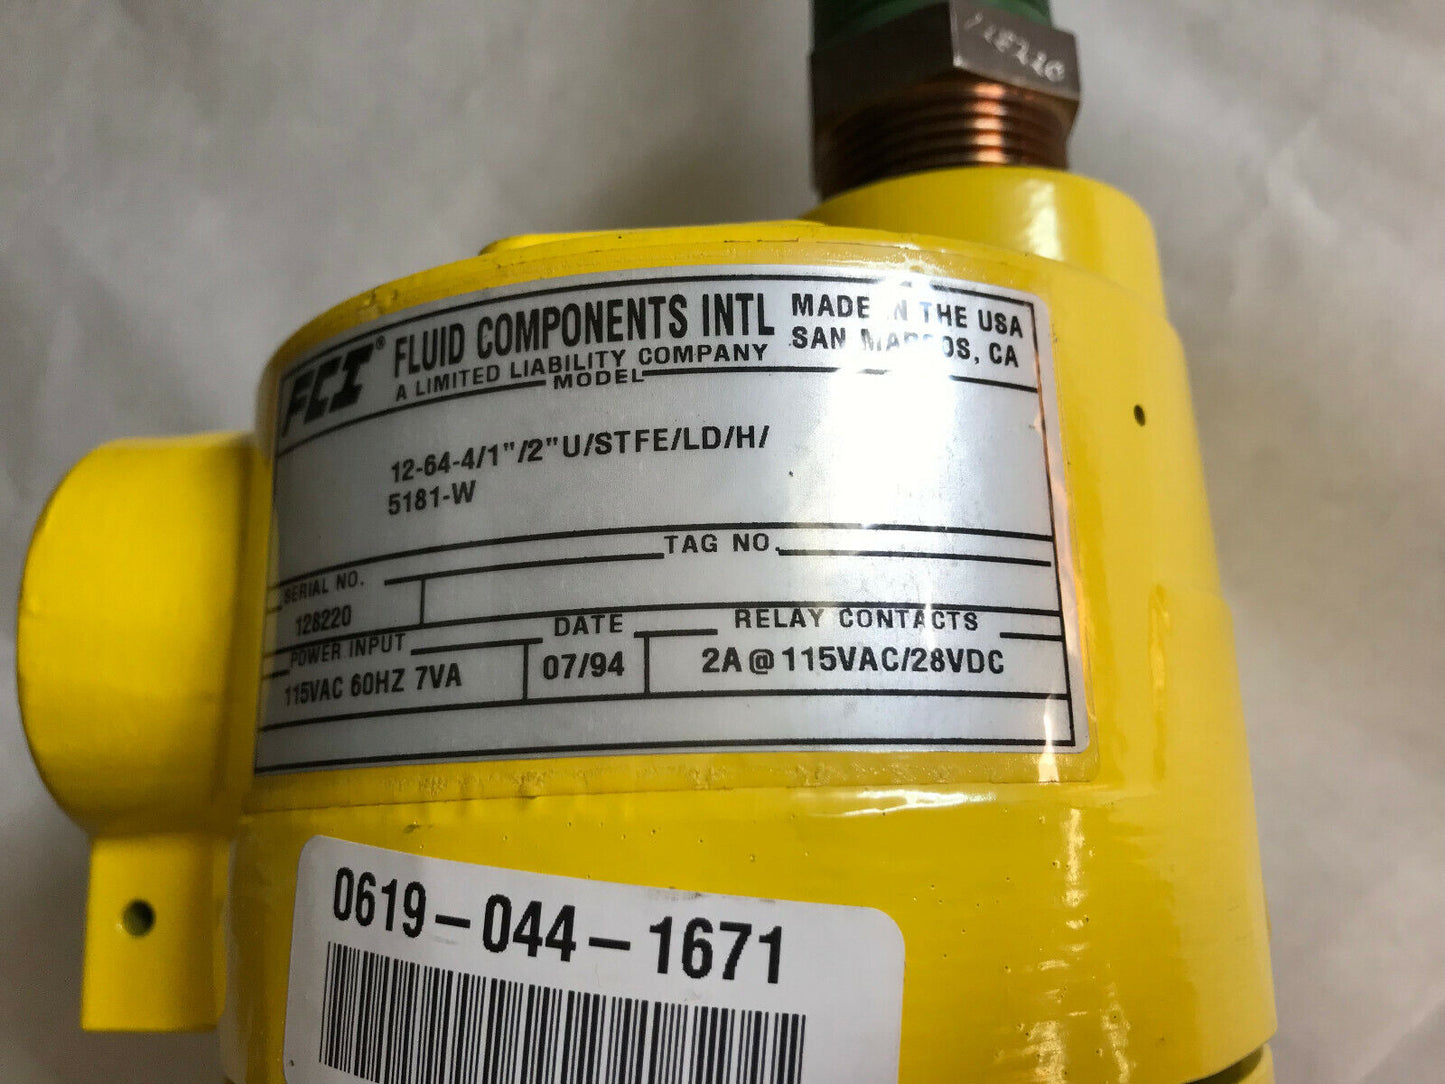 FCI® FLUID COMPONENTS INTL MADE IN THE USA
A LIMITED LIABILITY COMPANY SAN MARCOS, CA
MODEL
12-64-4/1"/2"U/STFE/LD/H/
5181-W
TAG NO.
SERIAL NO.
128220
POWER INPUT DATE RELAY CONTACTS
115VAC 60HZ 7VA 07/94 2A@115VAC/28VDC
0619-044-1671